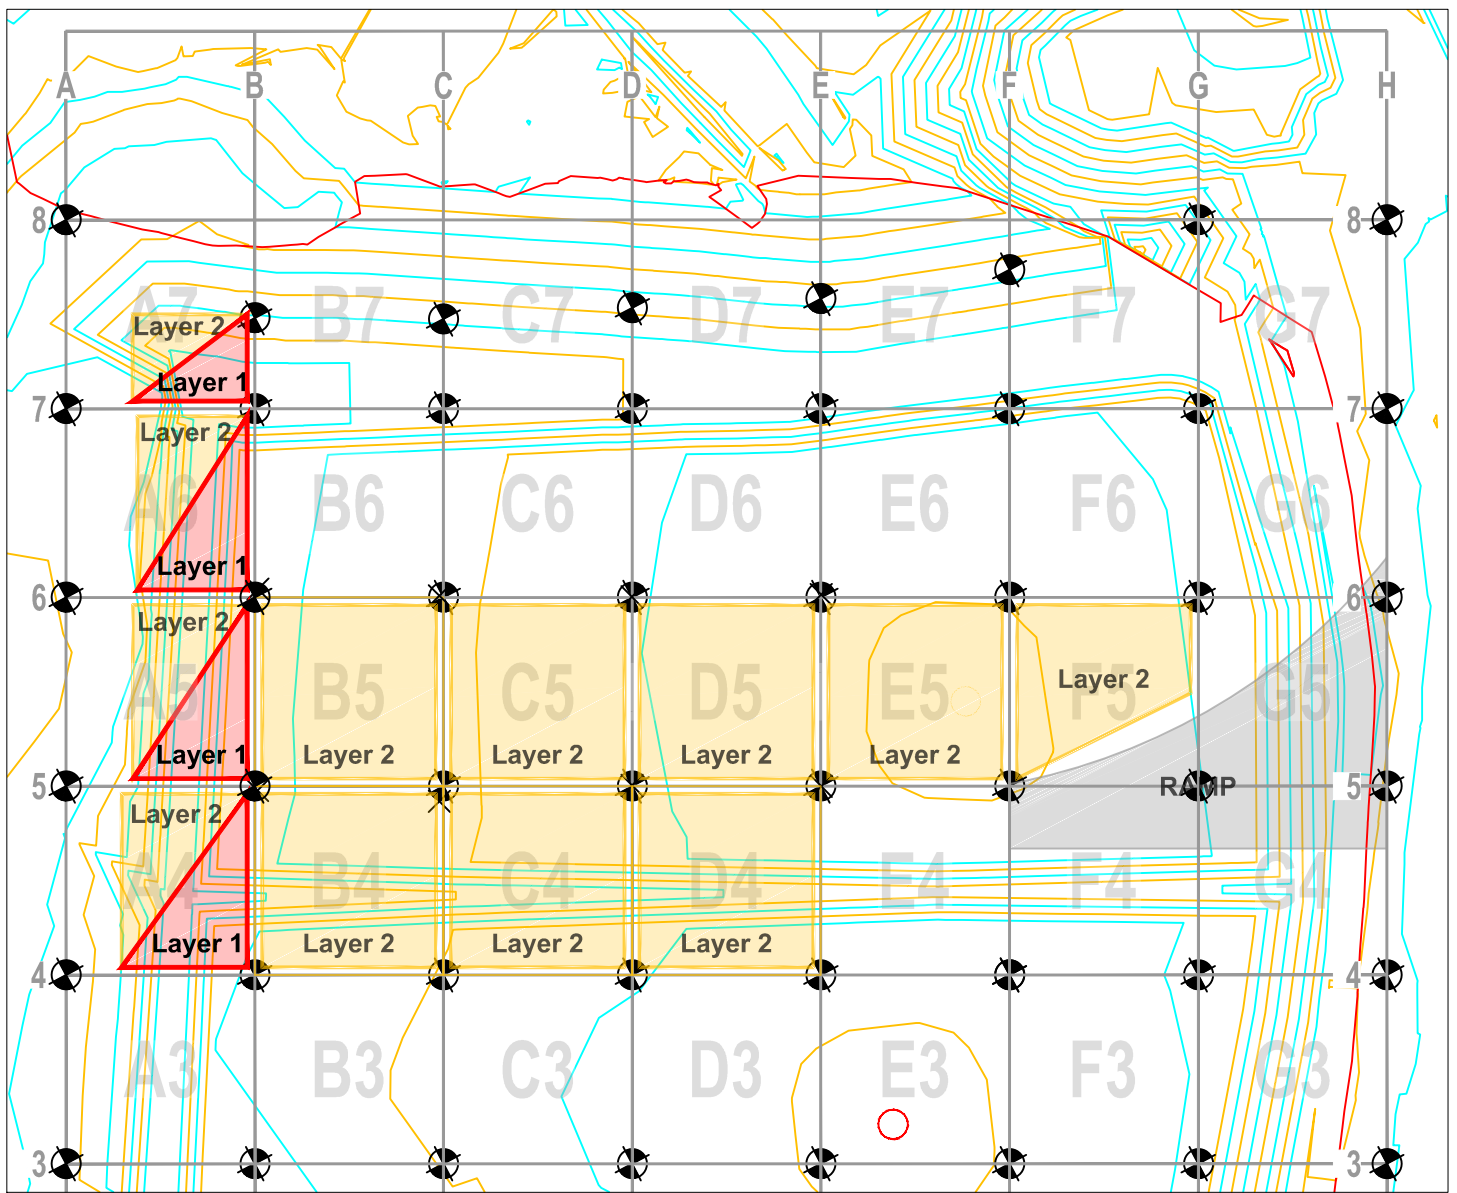 A B C D E F G H
8 8
A7 B7 C7 D7 E7 F7 G7
Layer 2
Layer 1
7 7
Layer 2
A6 B6 C6 D6 E6 F6 G6
Layer 1
6 6
Layer 2
A5 B5 C5 D5 E5 F5 G5
Layer 2
Layer 1 Layer 2 Layer 2 Layer 2 Layer 2
5 RAMP 5
Layer 2
A4 B4 C4 D4 E4 F4 G4
Layer 1 Layer 2 Layer 2 Layer 2
4 4
A3 B3 C3 D3 E3 F3 G3
3 3